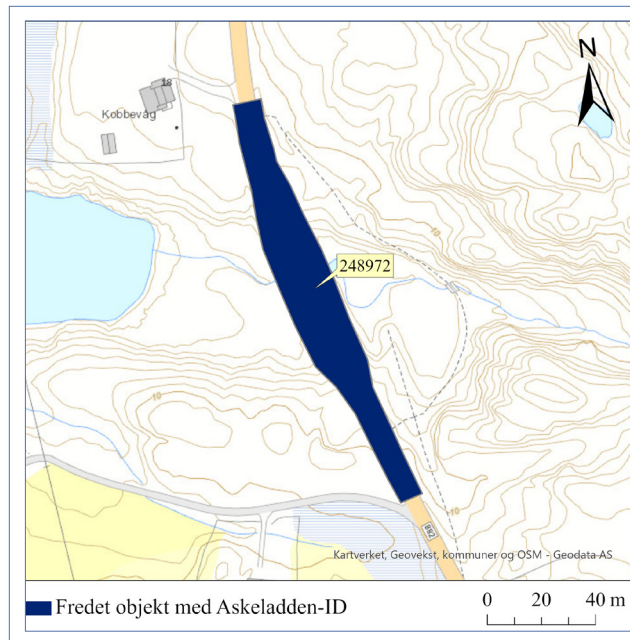 N
18
Kobbevåg
10
248972
10
10
882
Kartverket, Geovekst, kommuner og OSM - Geodata AS
Fredet objekt med Askeladden-ID
0 20 40 m